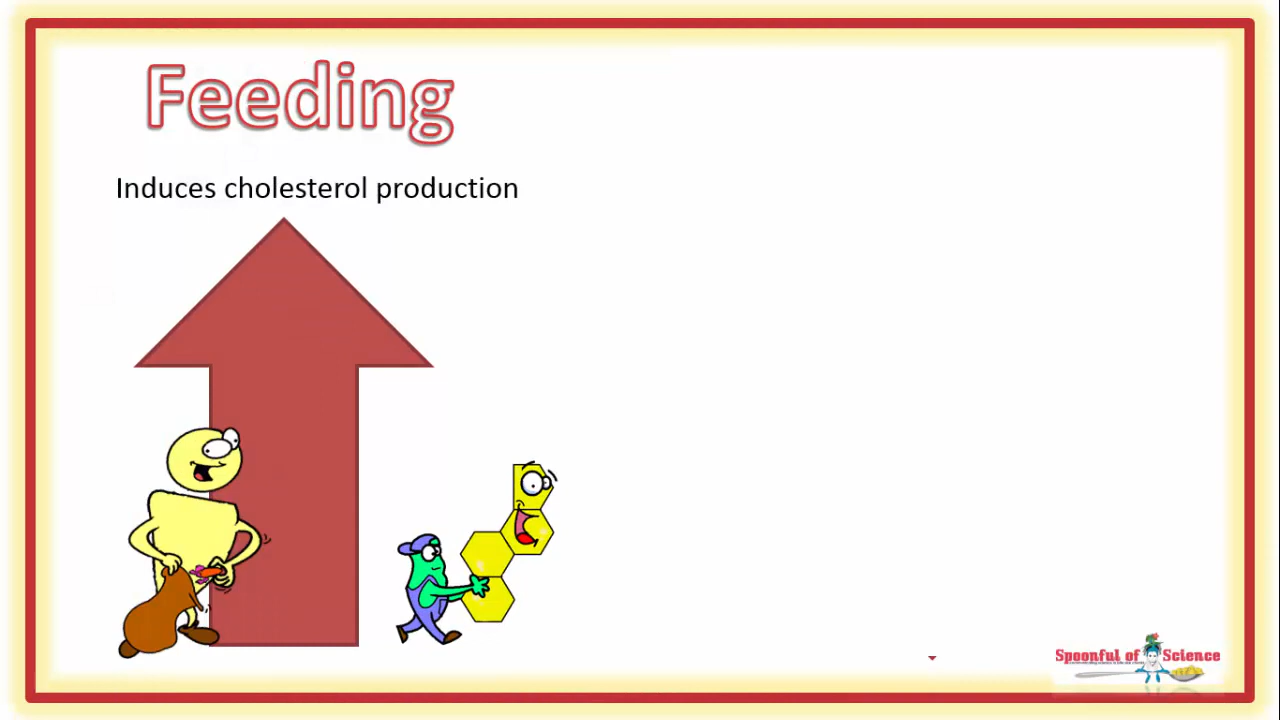 Feeding
Induces cholesterol production
Spoonful of Science